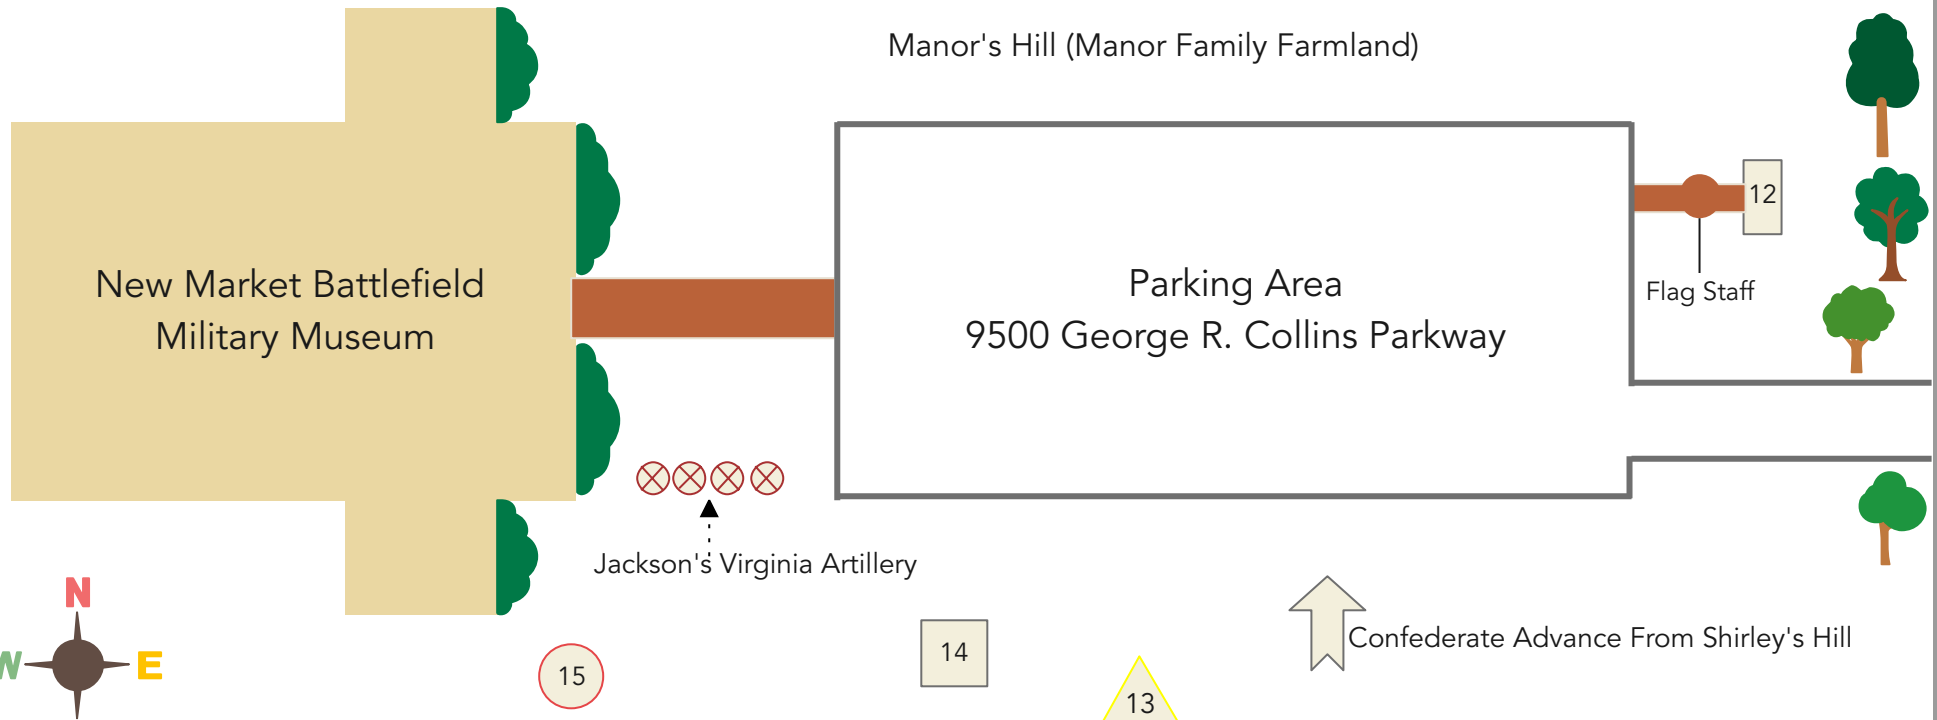 Manor's Hill (Manor Family Farmland)
12
New Market Battlefield
Military Museum
Parking Area
9500 George R. Collins Parkway
Flag Staff
Jackson's Virginia Artillery
N
W
E
Confederate Advance From Shirley's Hill
14
15
13